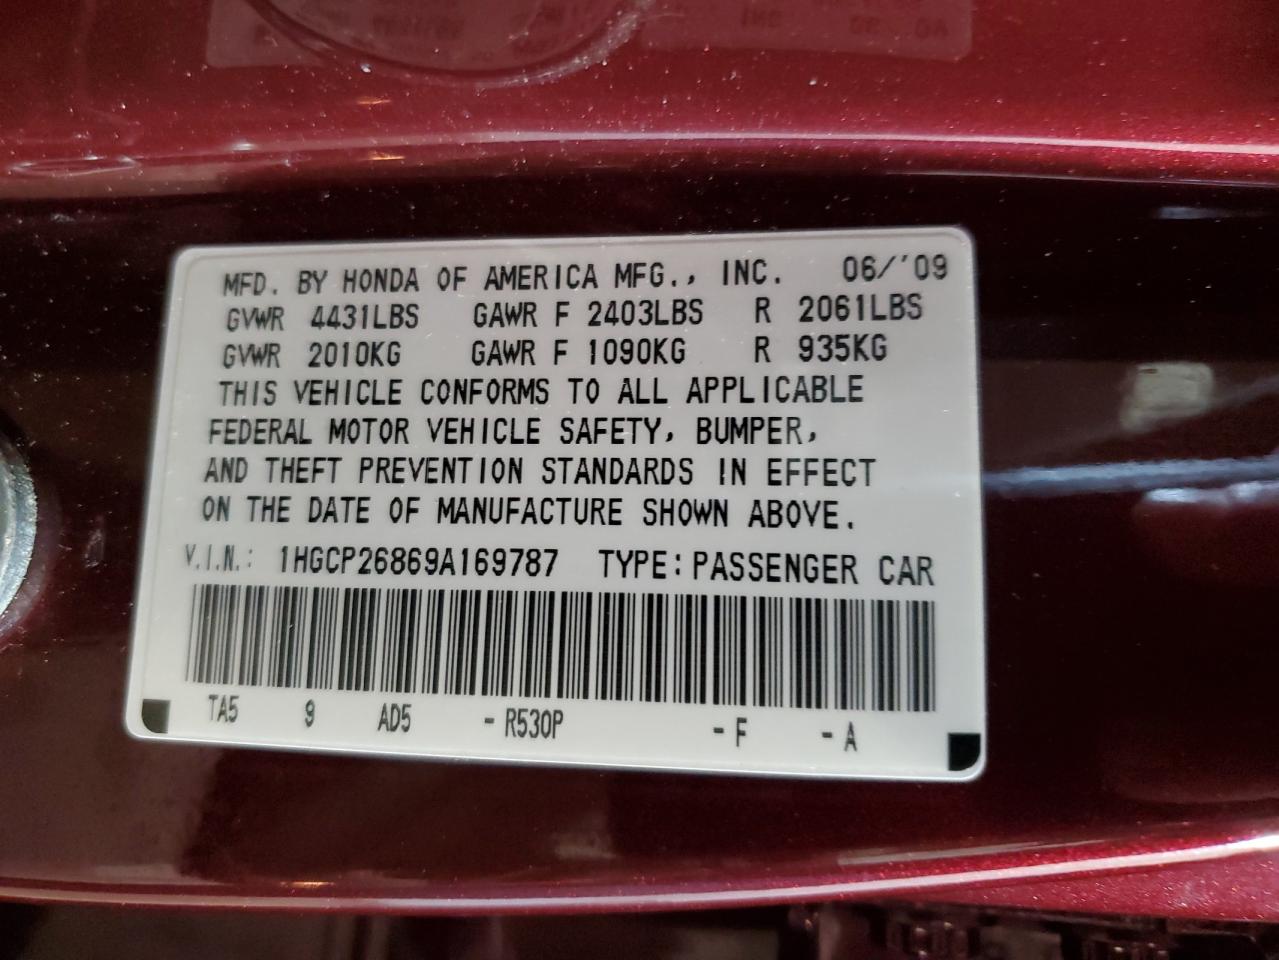 MFD. BY HONDA OF AMERICA MFG., INC. 06/'09
GVWR 4431LBS GAWR F 2403LBS R 2061LBS
GVWR 2010KG GAWR F 1090KG R 935KG
THIS VEHICLE CONFORMS TO ALL APPLICABLE
FEDERAL MOTOR VEHICLE SAFETY, BUMPER,
AND THEFT PREVENTION STANDARDS IN EFFECT
ON THE DATE OF MANUFACTURE SHOWN ABOVE.
V.I.N.: 1HGCP26869A169787 TYPE: PASSENGER CAR
TA5 9 AD5 - R530P - F - A